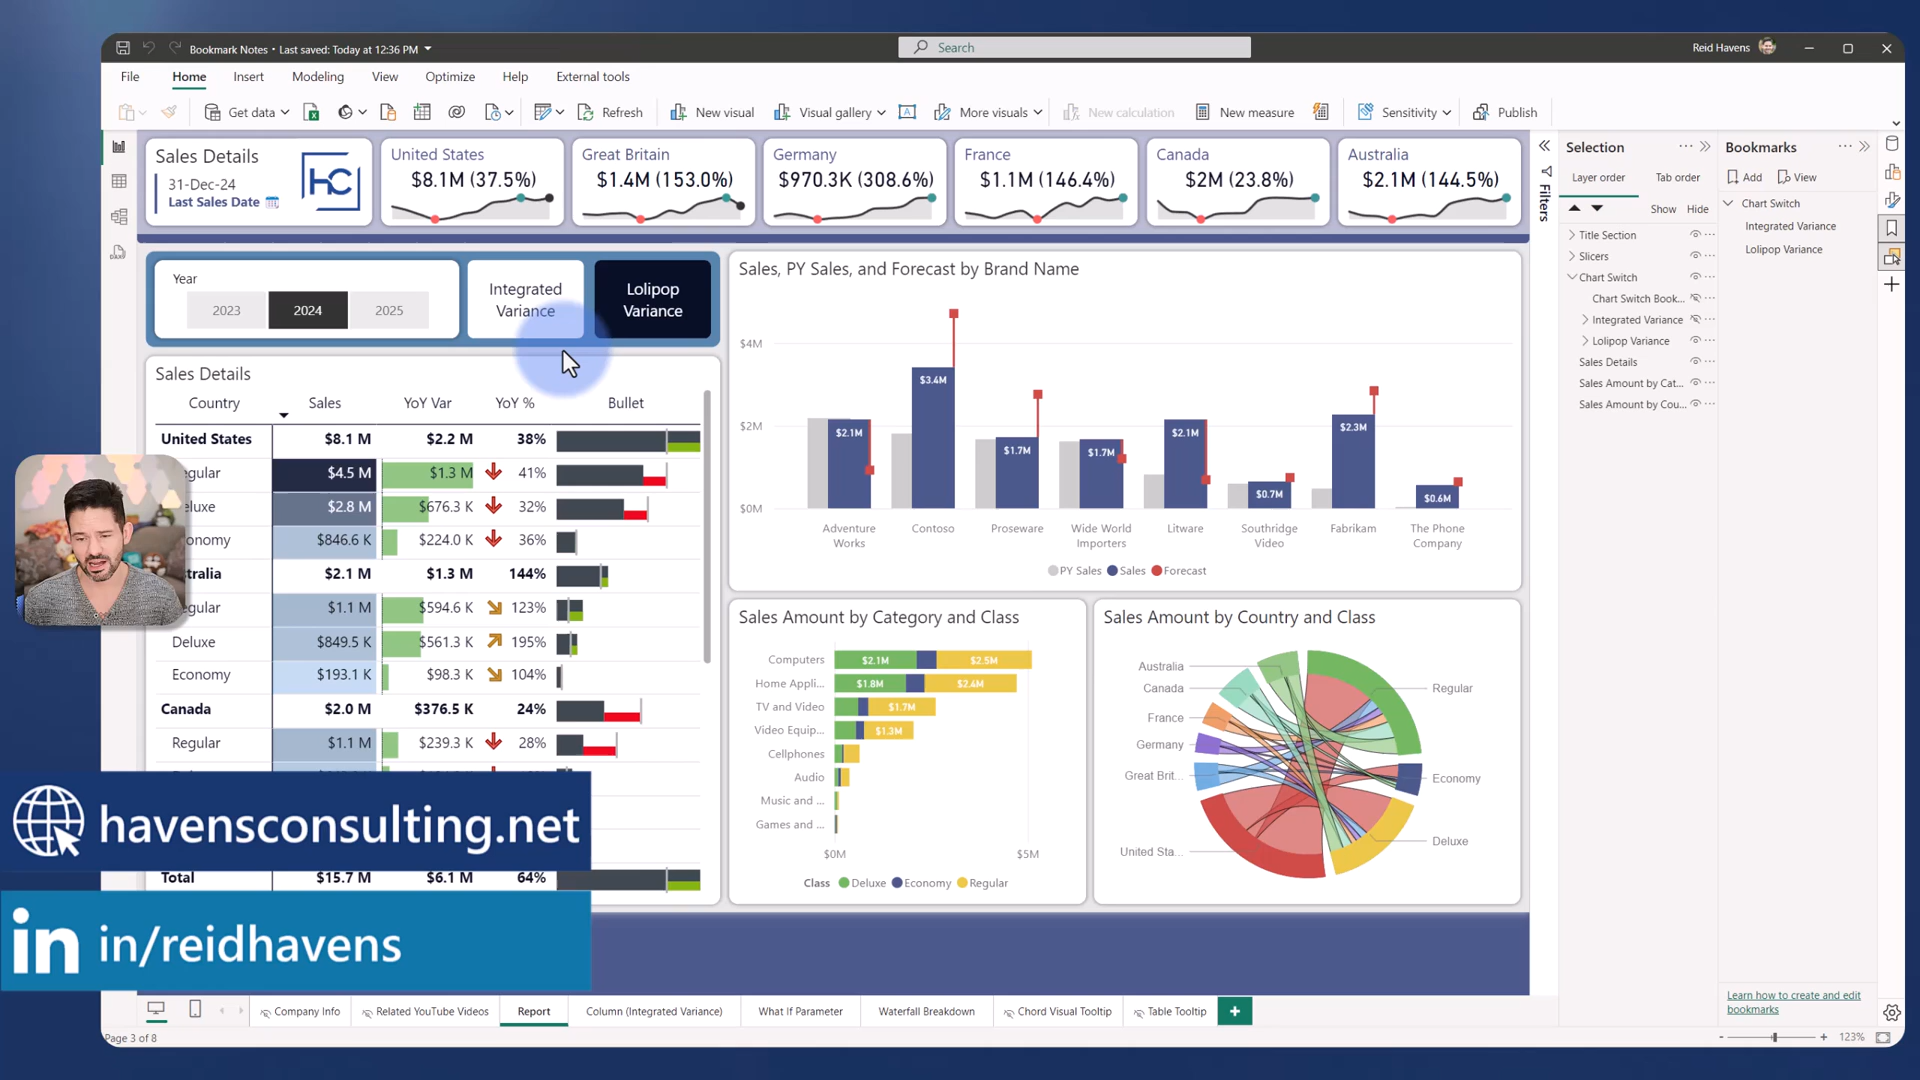 Bookmark Notes • Last saved: Today at 12:36 PM
Search
Reid Havens
File
Home
Insert
Modeling
View
Optimize
Help
External tools
Get data
Refresh
New visual
Visual gallery
More visuals
New calculation
New measure
Sensitivity
Publish
Sales Details
31-Dec-24
Last Sales Date
HC
United States
$8.1M (37.5%)
Great Britain
$1.4M (153.0%)
Germany
$970.3K (308.6%)
France
$1.1M (146.4%)
Canada
$2M (23.8%)
Australia
$2.1M (144.5%)
Year
2023
2024
2025
Integrated
Variance
Lolipop
Variance
Sales Details
Country Sales YoY Var YoY % Bullet
United States $8.1 M $2.2 M 38%
egular $4.5 M $1.3 M 41%
eluxe $2.8 M $676.3 K 32%
onomy $846.6 K $224.0 K 36%
tralia $2.1 M $1.3 M 144%
egular $1.1 M $594.6 K 123%
Deluxe $849.5 K $561.3 K 195%
Economy $193.1 K $98.3 K 104%
Canada $2.0 M $376.5 K 24%
Regular $1.1 M $239.3 K 28%
Total $15.7 M $6.1 M 64%
Sales, PY Sales, and Forecast by Brand Name
$4M
$2M
$0M
$2.1M
$3.4M
$1.7M
$1.7M
$2.1M
$0.7M
$2.3M
$0.6M
Adventure
Works
Contoso
Proseware
Wide World
Importers
Litware
Southridge
Video
Fabrikam
The Phone
Company
PY Sales Sales Forecast
Sales Amount by Category and Class
Computers $2.1M $2.5M
Home Appli... $1.8M $2.4M
TV and Video $1.7M
Video Equip... $1.3M
Cellphones
Audio
Music and ...
Games and ...
$0M $5M
Class Deluxe Economy Regular
Sales Amount by Country and Class
Australia
Canada
France
Germany
Great Brit...
United Sta...
Regular
Economy
Deluxe
Filters
Selection
Layer order
Tab order
Show Hide
Title Section
Slicers
Chart Switch
Chart Switch Book...
Integrated Variance
Lolipop Variance
Sales Details
Sales Amount by Cat...
Sales Amount by Cou...
Bookmarks
Add View
Chart Switch
Integrated Variance
Lolipop Variance
Learn how to create and edit
bookmarks
havensconsulting.net
in
in/reidhavens
Company Info
Related YouTube Videos
Report
Column (Integrated Variance)
What If Parameter
Waterfall Breakdown
Chord Visual Tooltip
Table Tooltip
Page 3 of 8
123%